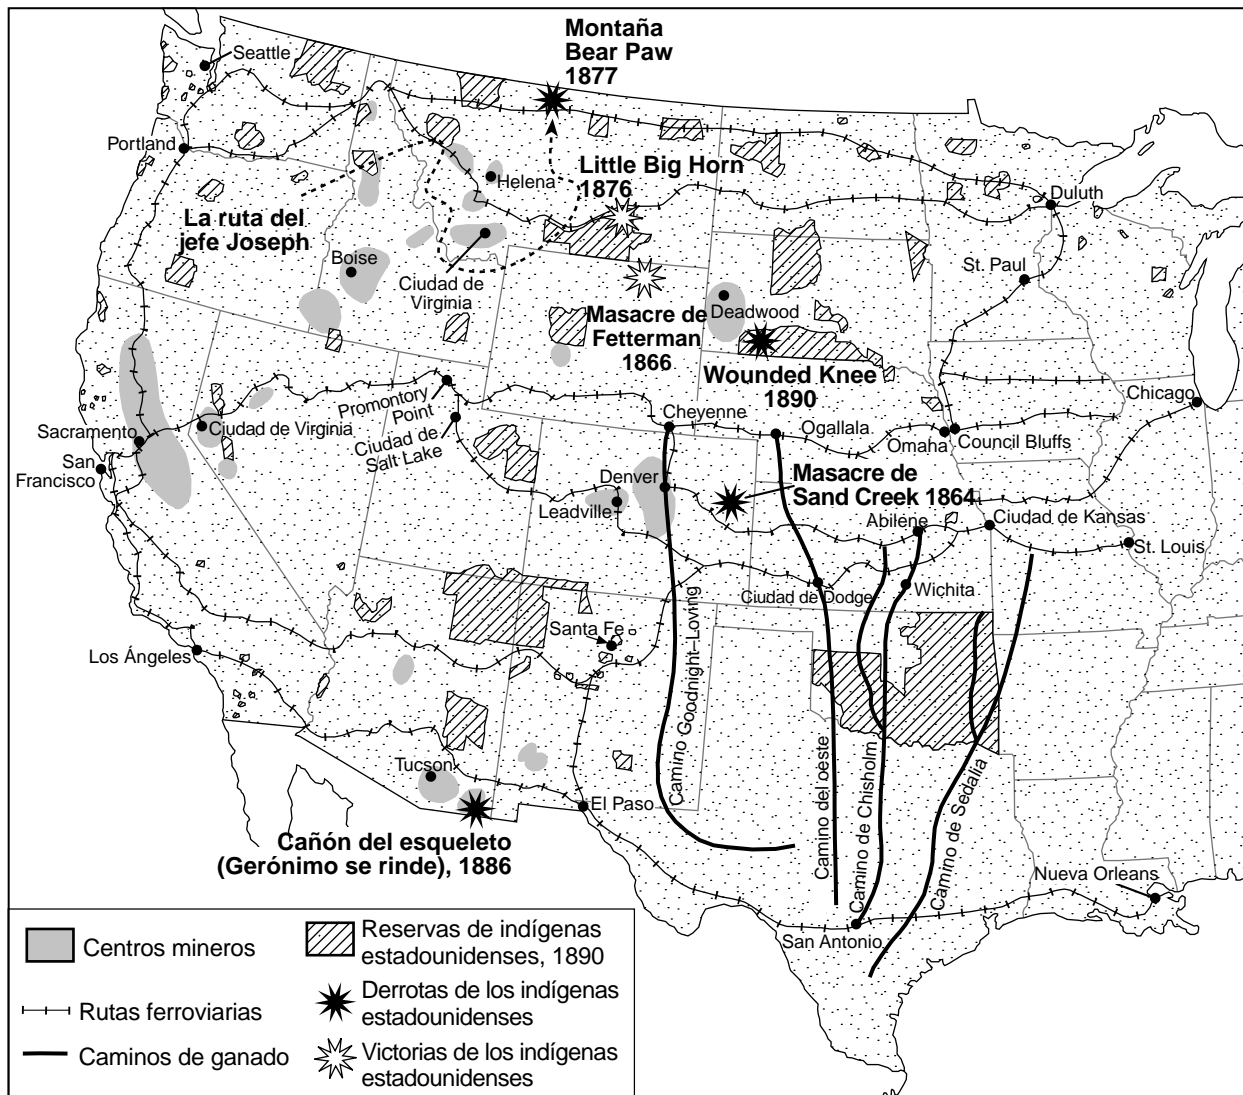 Montaña
Bear Paw
1877
Seattle
Portland
Helena
Little Big Horn
1876
Duluth
La ruta del
jefe Joseph
Boise
Ciudad de
Virginia
St. Paul
Masacre de
Fetterman
1866
Deadwood
Wounded Knee
1890
Chicago
Promontory
Point
Cheyenne
Ogallala
Omaha
Council Bluffs
Sacramento
Ciudad de Virginia
Ciudad de
Salt Lake
San
Francisco
Denver
Leadville
Masacre de
Sand Creek 1864
Abilene
Ciudad de Kansas
St. Louis
Ciudad de Dodge
Wichita
Santa Fe
Los Ángeles
Camino Goodnight–Loving
Camino del oeste
Camino de Chisholm
Camino de Sedalia
Tucson
El Paso
Cañón del esqueleto
(Gerónimo se rinde), 1886
Nueva Orleans
San Antonio
Centros mineros
Rutas ferroviarias
Caminos de ganado
Reservas de indígenas
estadounidenses, 1890
Derrotas de los indígenas
estadounidenses
Victorias de los indígenas
estadounidenses